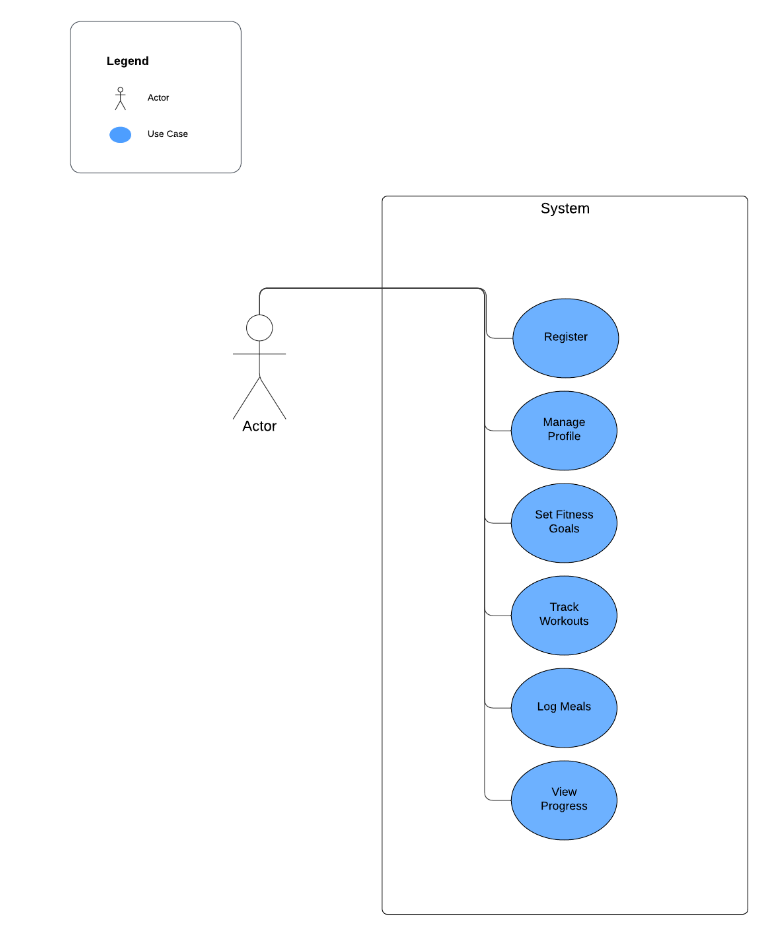 Legend
Actor
Use Case
System
Register
Actor
Manage
Profile
Set Fitness
Goals
Track
Workouts
Log Meals
View
Progress